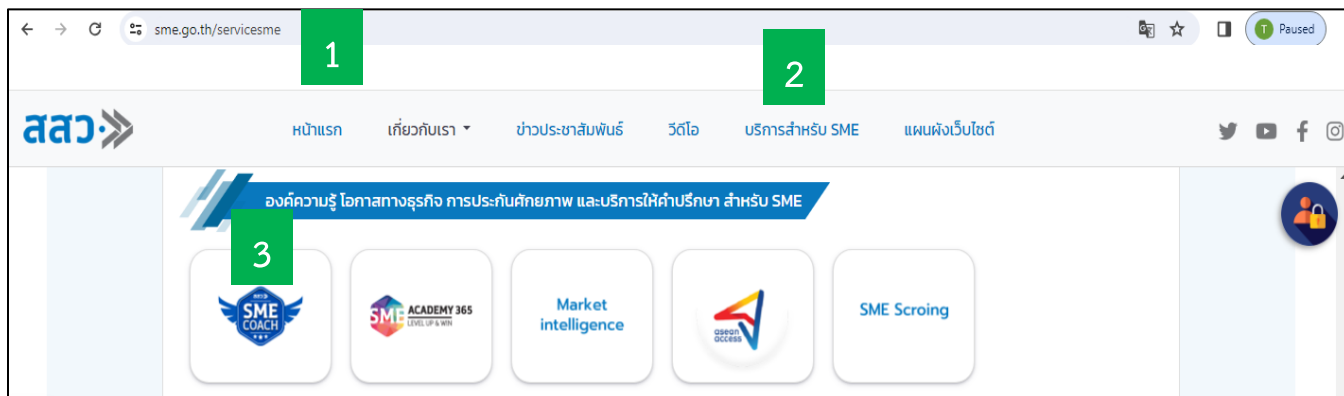 sme.go.th/servicesme
T Paused
1
2
สสว
หน้าแรก เกี่ยวกับเรา ข่าวประชาสัมพันธ์ วีดีโอ บริการสำหรับ SME แผนผังเว็บไซต์
องค์ความรู้ โอกาสทางธุรกิจ การประกันศักยภาพ และบริการให้คำปรึกษา สำหรับ SME
3
สสว
SME
COACH
SME ACADEMY 365
LEVEL UP & WIN
Market
intelligence
asean
access
SME Scroing